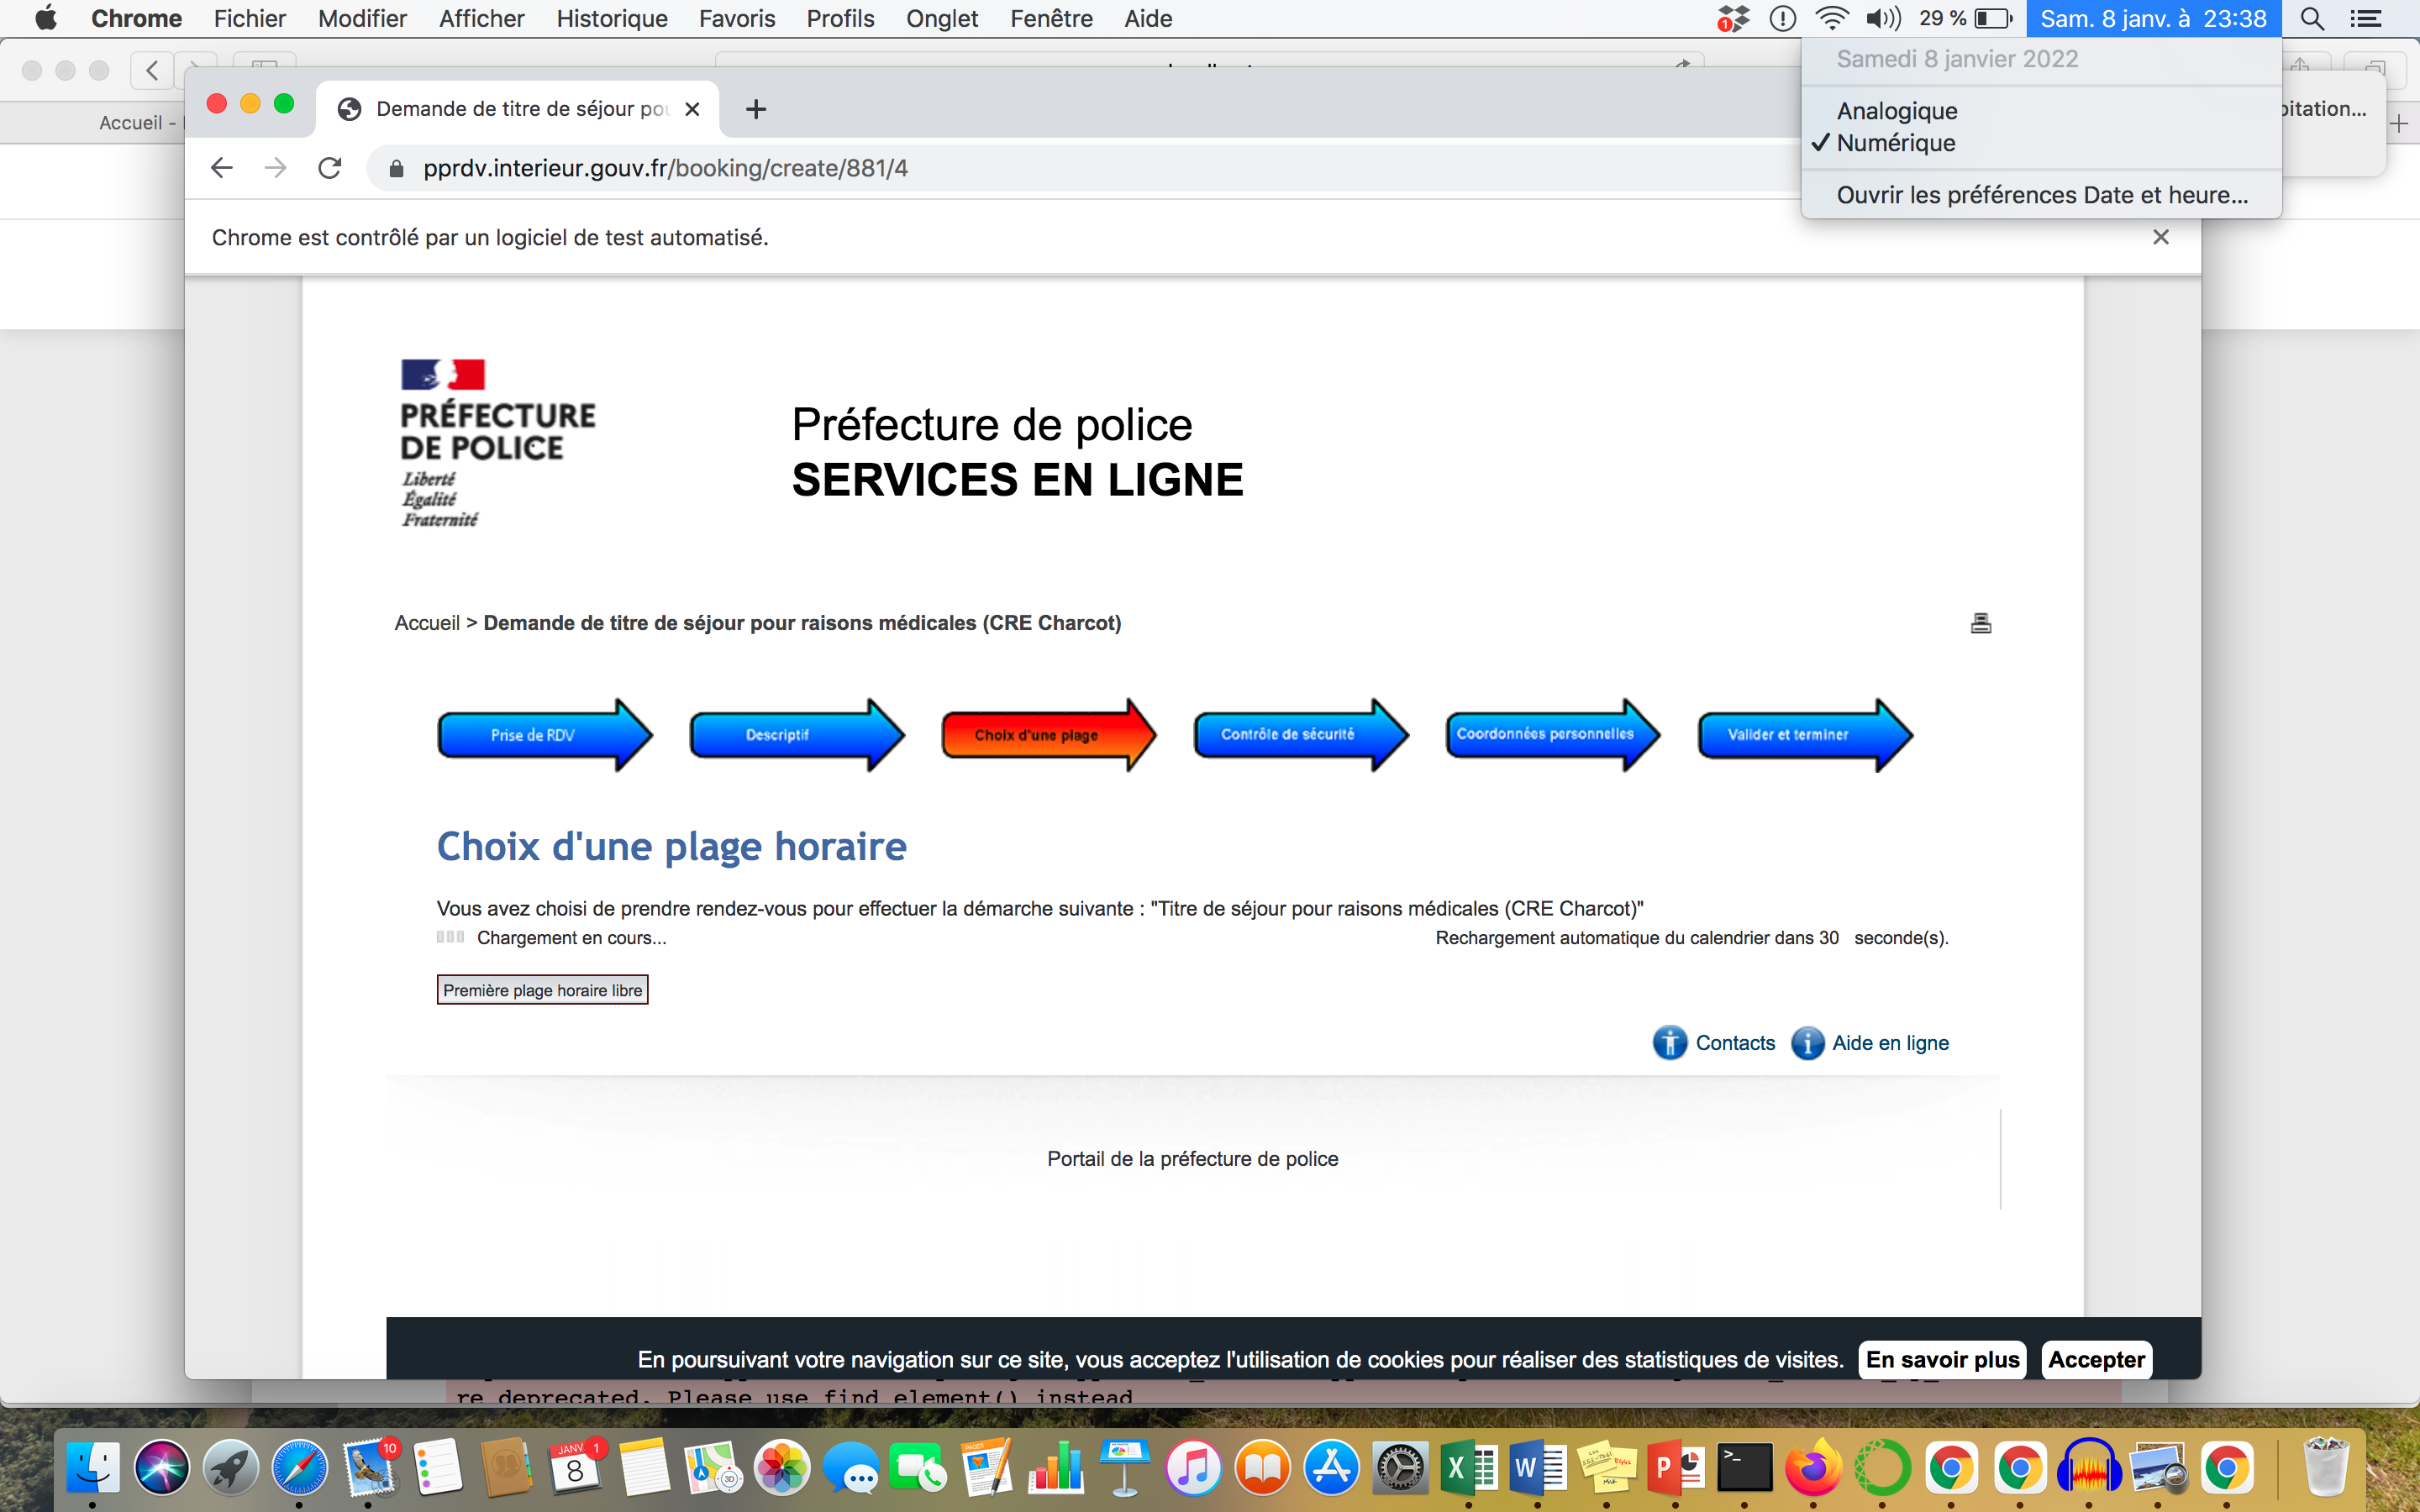 Chrome Fichier Modifier Afficher Historique Favoris Profils Onglet Fenêtre Aide 1 29 % Sam. 8 janv. à 23:38
Samedi 8 janvier 2022
Analogique
✓ Numérique
Ouvrir les préférences Date et heure...
Accueil -
Demande de titre de séjour pou
pprdv.interieur.gouv.fr/booking/create/881/4
Chrome est contrôlé par un logiciel de test automatisé.
PRÉFECTURE
DE POLICE
Liberté
Égalité
Fraternité
Préfecture de police
SERVICES EN LIGNE
Accueil > Demande de titre de séjour pour raisons médicales (CRE Charcot)
Prise de RDV Descriptif Choix d'une plage Contrôle de sécurité Coordonnées personnelles Valider et terminer
Choix d'une plage horaire
Vous avez choisi de prendre rendez-vous pour effectuer la démarche suivante : "Titre de séjour pour raisons médicales (CRE Charcot)"
Chargement en cours... Rechargement automatique du calendrier dans 30 seconde(s).
Première plage horaire libre
Contacts Aide en ligne
Portail de la préfecture de police
En poursuivant votre navigation sur ce site, vous acceptez l'utilisation de cookies pour réaliser des statistiques de visites. En savoir plus Accepter
re deprecated. Please use find_element() instead
10 JANV. 8 1 3D PAGES X W P >_